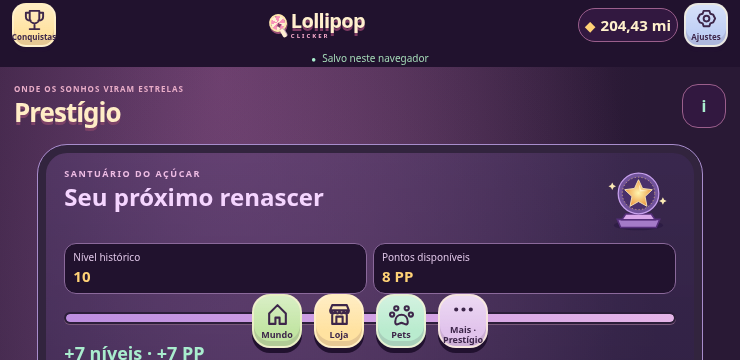 Conquistas
Lollipop
CLICKER
204,43 mi
Ajustes
Salvo neste navegador
ONDE OS SONHOS VIRAM ESTRELAS
Prestígio
i
SANTUÁRIO DO AÇÚCAR
Seu próximo renascer
Nível histórico
10
Pontos disponíveis
8 PP
Mundo
Loja
Pets
Mais ·
Prestígio
+7 níveis · +7 PP